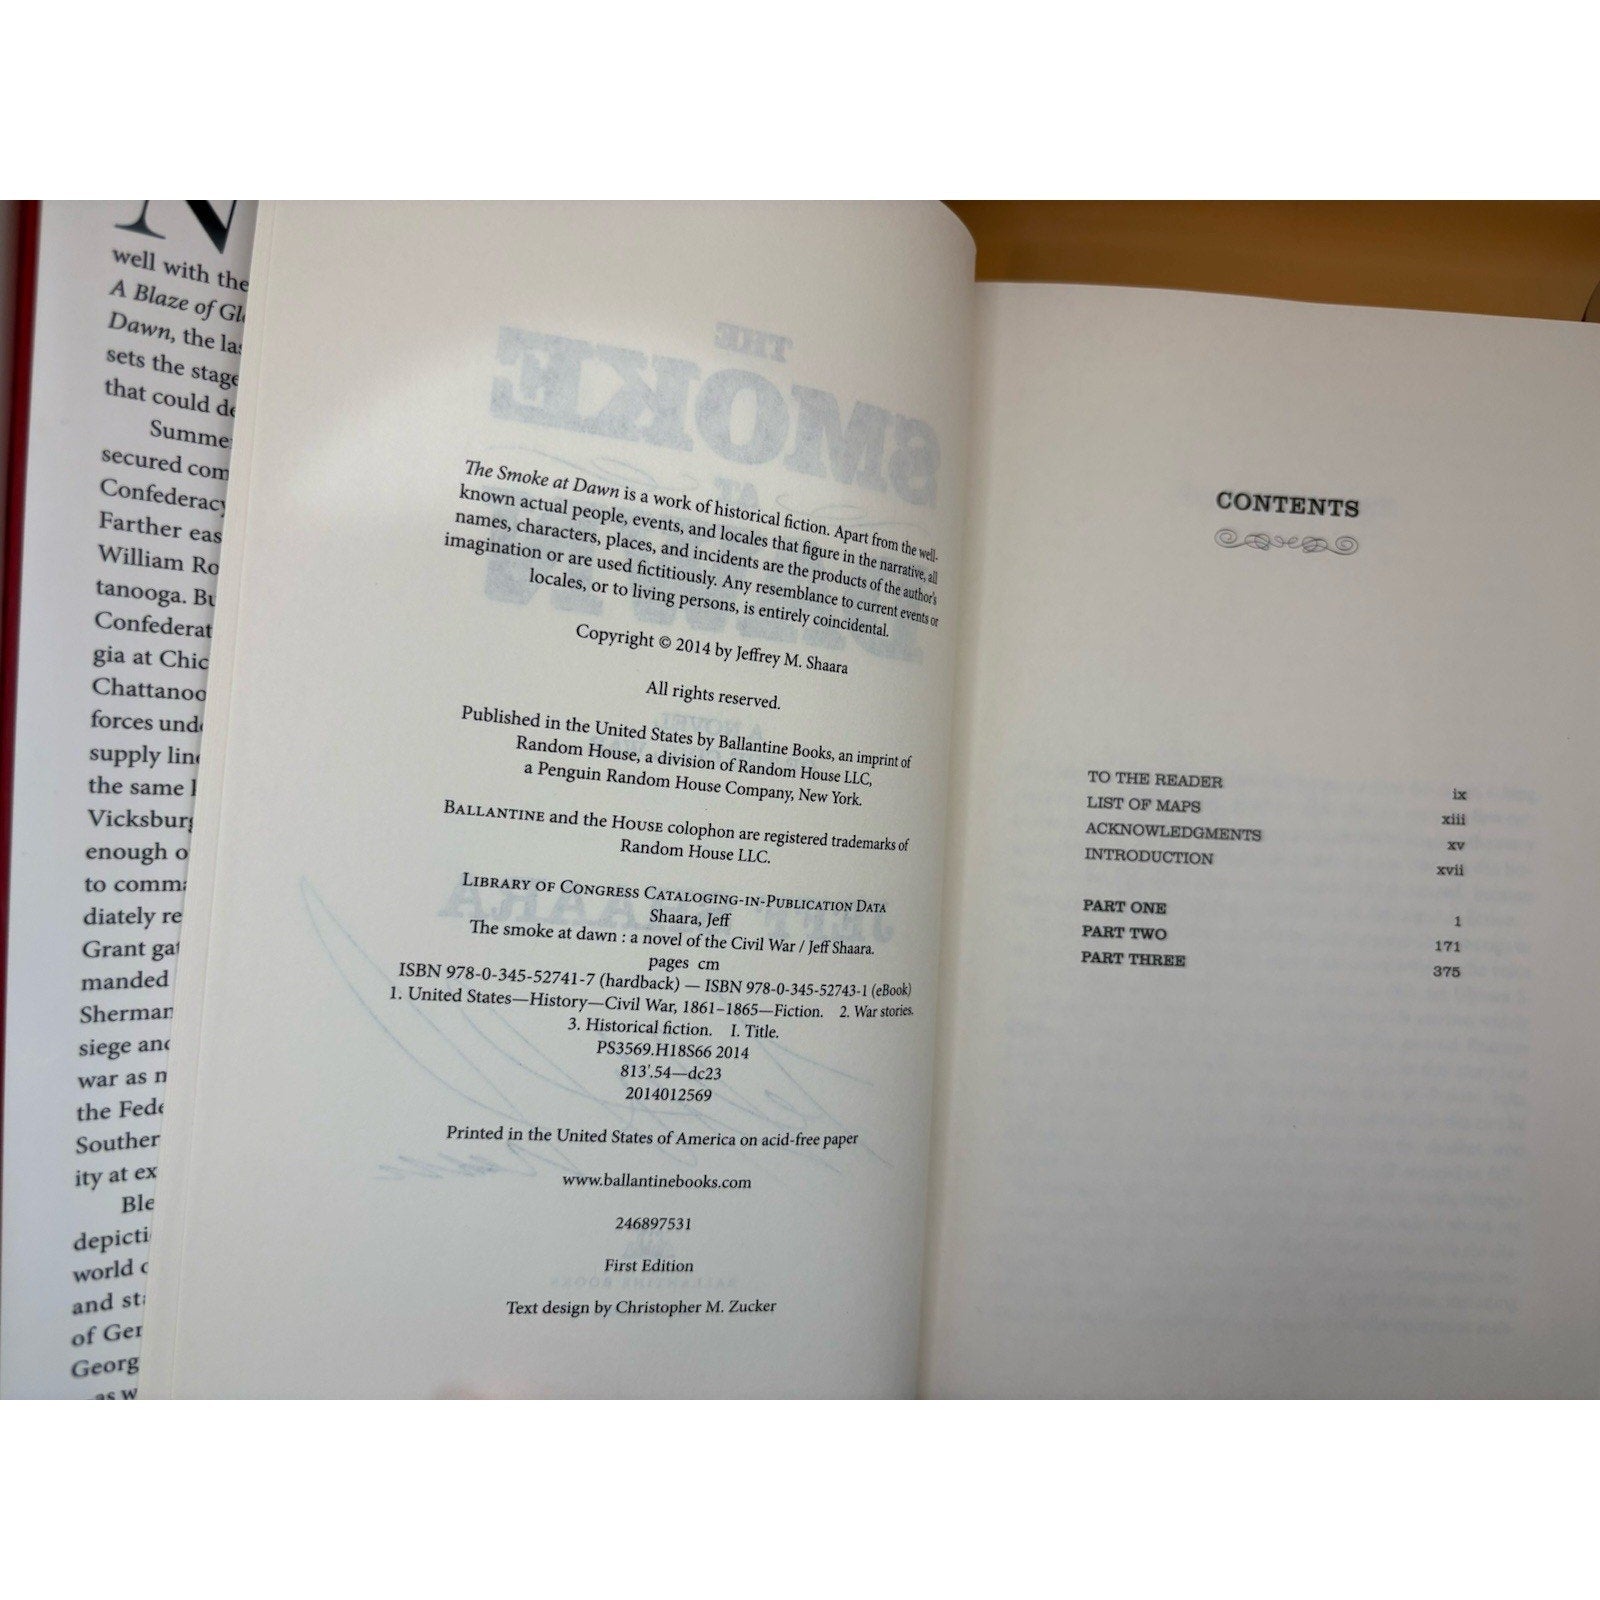 N
well with the
A Blaze of Gl
Dawn, the las
sets the stage
that could de
Summe
secured com
Confederacy
Farther eas
William Ro
tanooga. Bu
Confederat
gia at Chic
Chattanoo
forces und
supply line
the same
Vicksburg
enough o
to comma
diately re
Grant gat
manded
Sherman
siege and
war as n
the Fede
Souther
ity at ex
Ble
depicti
world o
and sta
of Ger
Georg
as w
THE
SMOKE
AT
DAWN
The Smoke at Dawn is a work of historical fiction. Apart from the well-
known actual people, events, and locales that figure in the narrative, all
names, characters, places, and incidents are the products of the author's
imagination or are used fictitiously. Any resemblance to current events or
locales, or to living persons, is entirely coincidental.
Copyright © 2014 by Jeffrey M. Shaara
All rights reserved.
Published in the United States by Ballantine Books, an imprint of
Random House, a division of Random House LLC,
a Penguin Random House Company, New York.
BALLANTINE and the HOUSE colophon are registered trademarks of
Random House LLC.
LIBRARY OF CONGRESS CATALOGING-IN-PUBLICATION DATA
Shaara, Jeff
The smoke at dawn : a novel of the Civil War / Jeff Shaara.
pages cm
ISBN 978-0-345-52741-7 (hardback) — ISBN 978-0-345-52743-1 (eBook)
1. United States—History—Civil War, 1861–1865—Fiction. 2. War stories.
3. Historical fiction. I. Title.
PS3569.H18S66 2014
813'.54—dc23
2014012569
Printed in the United States of America on acid-free paper
www.ballantinebooks.com
246897531
First Edition
Text design by Christopher M. Zucker
JEFF SHAARA
BALLANTINE BOOKS
CONTENTS
TO THE READER ix
LIST OF MAPS xiii
ACKNOWLEDGMENTS xv
INTRODUCTION xvii
PART ONE 1
PART TWO 171
PART THREE 375